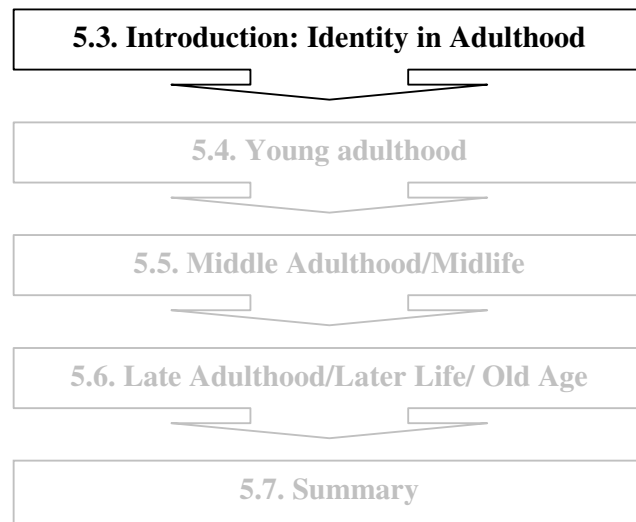 5.3. Introduction: Identity in Adulthood
5.4. Young adulthood
5.5. Middle Adulthood/Midlife
5.6. Late Adulthood/Later Life/ Old Age
5.7. Summary